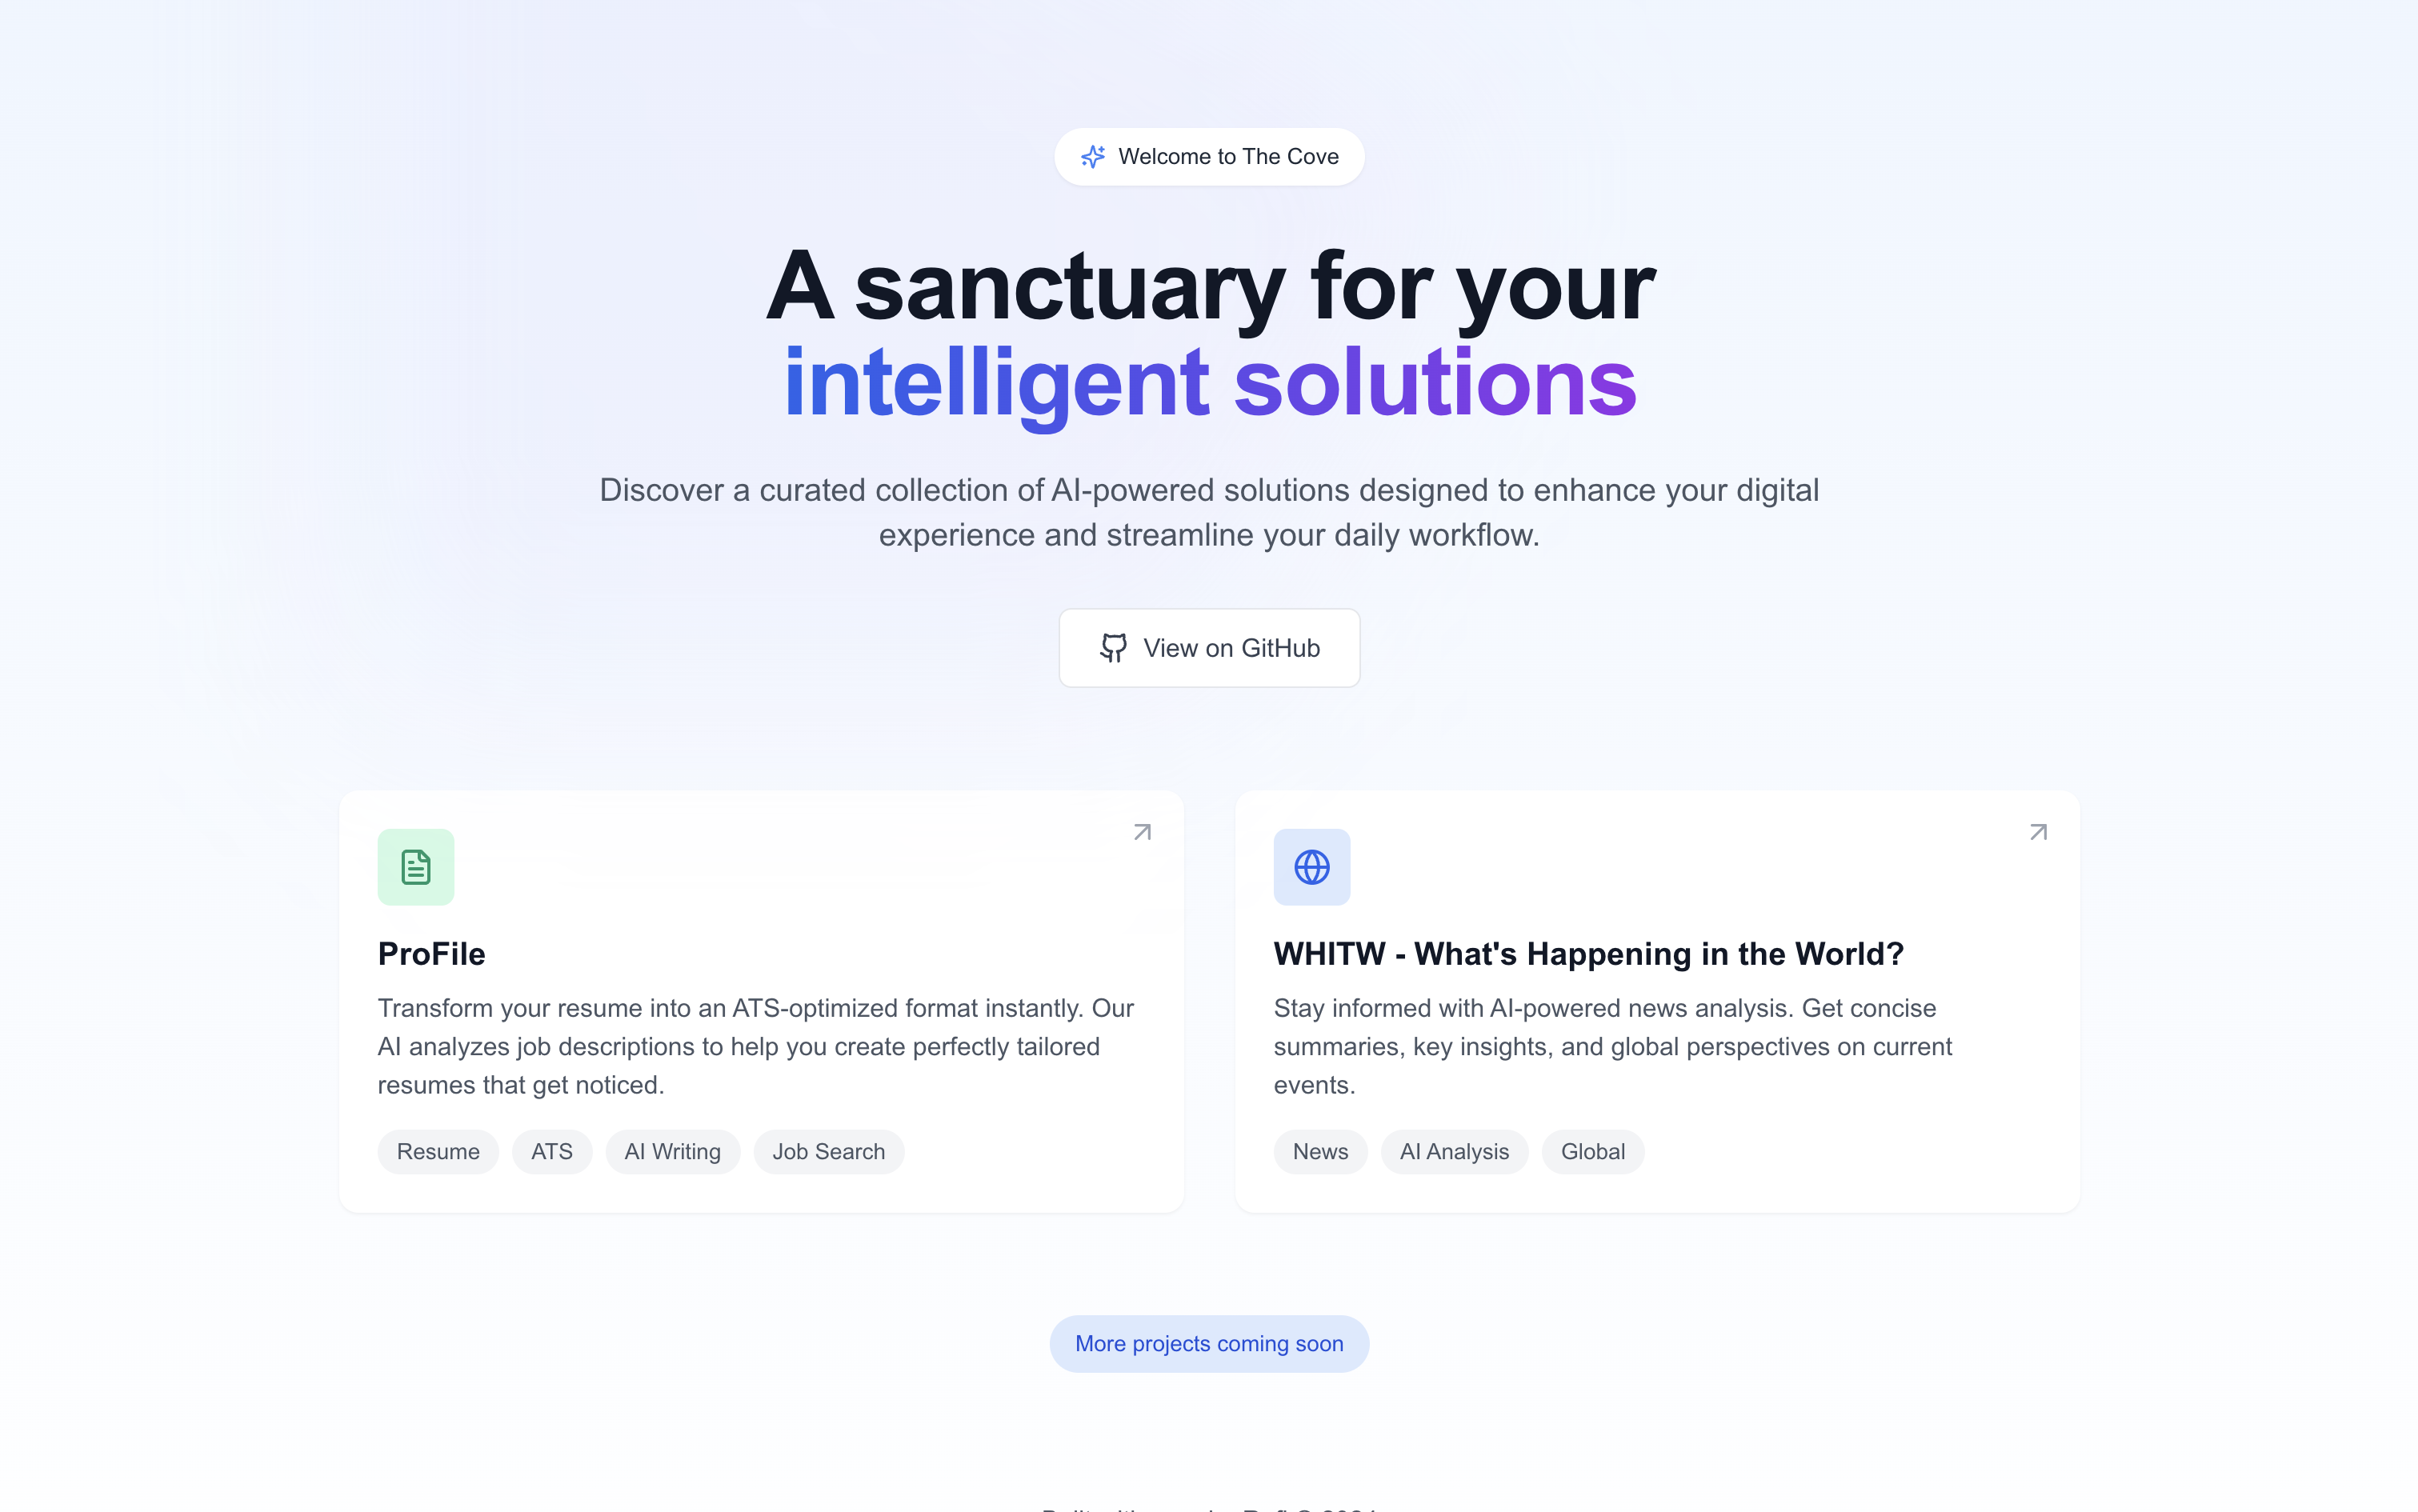 Welcome to The Cove
A sanctuary for your
intelligent solutions
Discover a curated collection of AI-powered solutions designed to enhance your digital
experience and streamline your daily workflow.
View on GitHub
ProFile
Transform your resume into an ATS-optimized format instantly. Our
AI analyzes job descriptions to help you create perfectly tailored
resumes that get noticed.
Resume
ATS
AI Writing
Job Search
WHITW - What's Happening in the World?
Stay informed with AI-powered news analysis. Get concise
summaries, key insights, and global perspectives on current
events.
News
AI Analysis
Global
More projects coming soon